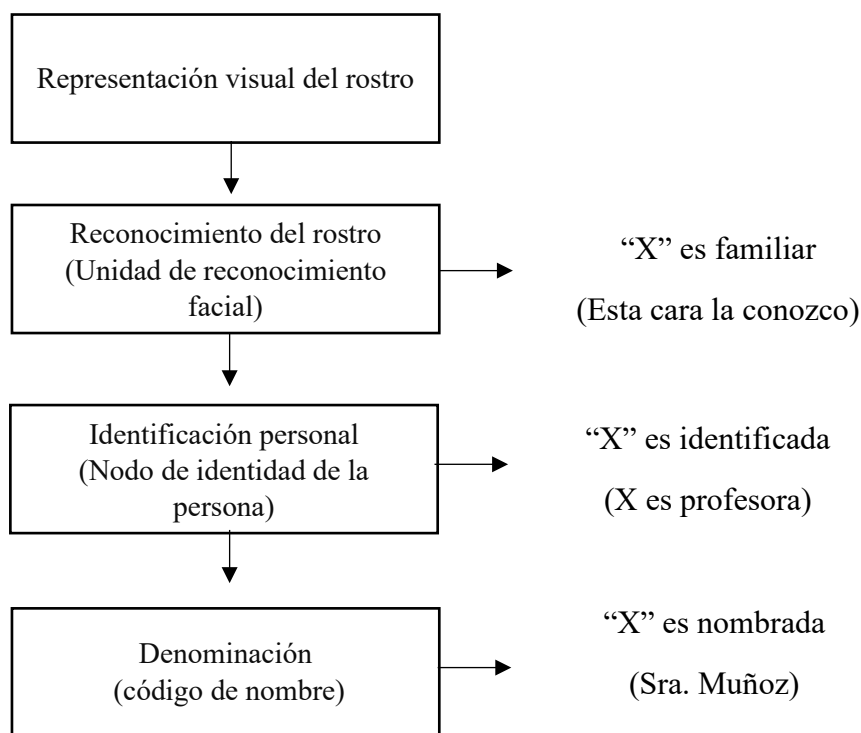 Representación visual del rostro
Reconocimiento del rostro
(Unidad de reconocimiento
facial)
“X” es familiar
(Esta cara la conozco)
Identificación personal
(Nodo de identidad de la
persona)
“X” es identificada
(X es profesora)
Denominación
(código de nombre)
“X” es nombrada
(Sra. Muñoz)